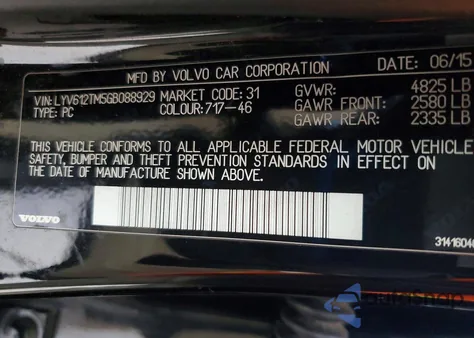 MFD BY VOLVO CAR CORPORATION DATE: 06/15
VIN: LYV612TM5GB088929 MARKET CODE: 31 GVWR: 4825 LB
TYPE: PC COLOUR: 717-46 GAWR FRONT: 2580 LB
GAWR REAR: 2335 LB
THIS VEHICLE CONFORMS TO ALL APPLICABLE FEDERAL MOTOR VEHICLE
SAFETY, BUMPER AND THEFT PREVENTION STANDARDS IN EFFECT ON
THE DATE OF MANUFACTURE SHOWN ABOVE.
VOLVO